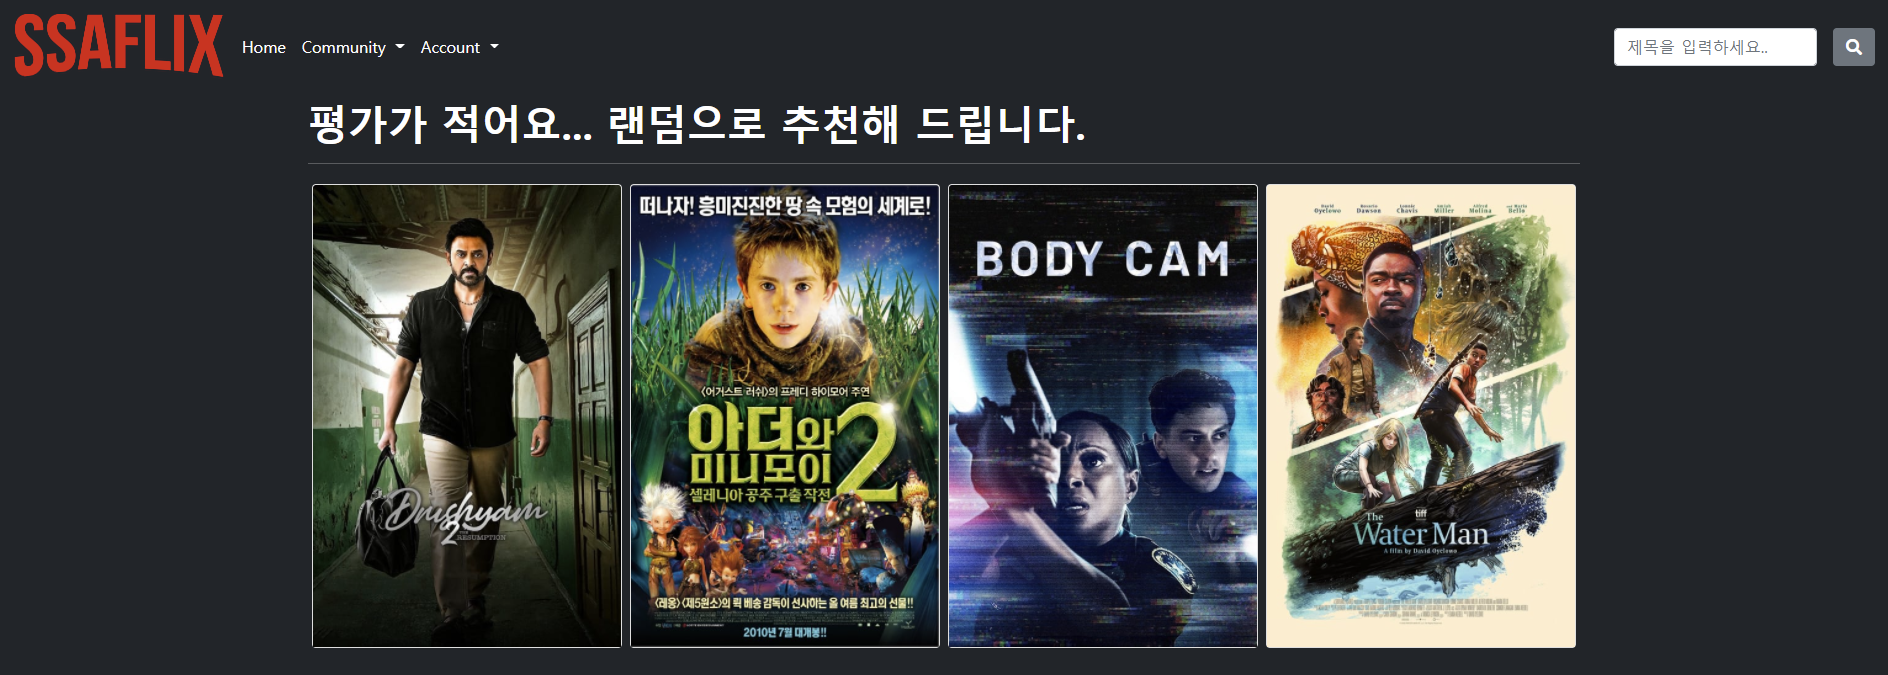 SSAFLIX
Home Community Account
제목을 입력하세요..
평가가 적어요... 랜덤으로 추천해 드립니다.
Drishyam
2 THE
RESUMPTION
떠나자! 흥미진진한 땅 속 모험의 세계로!
<어거스트 러쉬>의 프레디 하이모어 주연
아더와
미니모이 2
셀레니아 공주 구출 작전
<레옹> <제5원소>의 뤽 베송 감독이 선사하는 올 여름 최고의 선물!!
2010년 7월 대개봉!!
BODY CAM
David Oyelowo Rosario Dawson Lonnie Chavis Amiah Miller Alfred Molina and Maria Bello
tiff
The
Water Man
A film by David Oyelowo